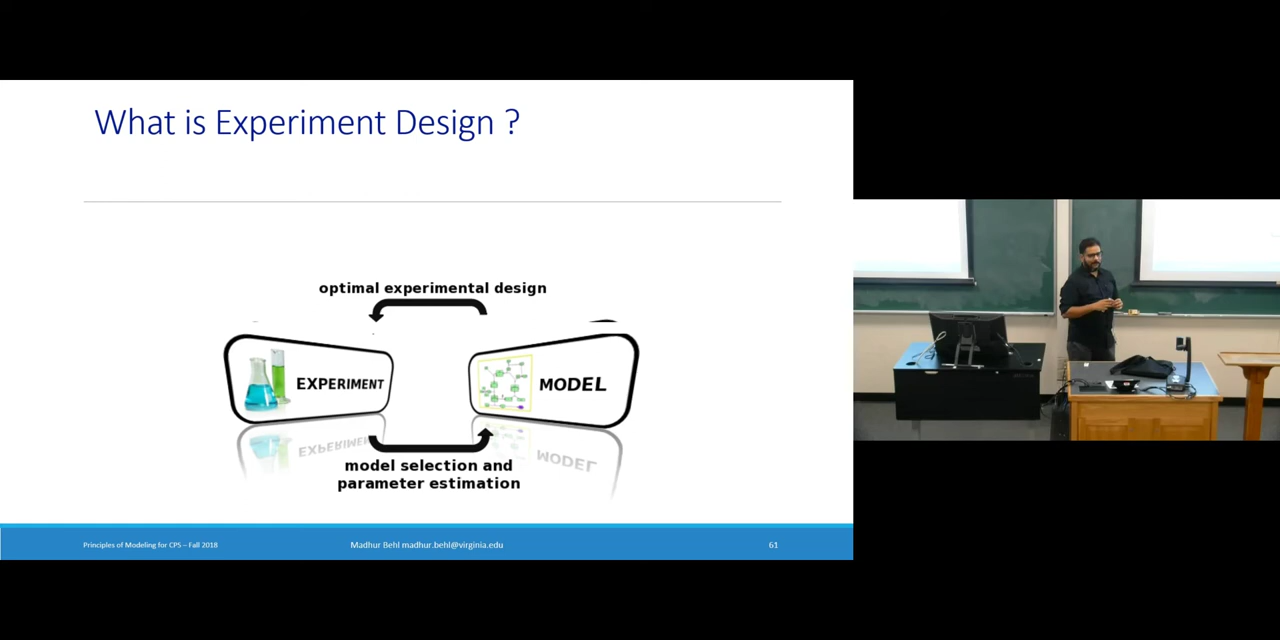 What is Experiment Design ?
optimal experimental design
EXPERIMENT
MODEL
EXPERIMENT
MODEL
model selection and
parameter estimation
Principles of Modeling for CPS – Fall 2018
Madhur Behl madhur.behl@virginia.edu
61